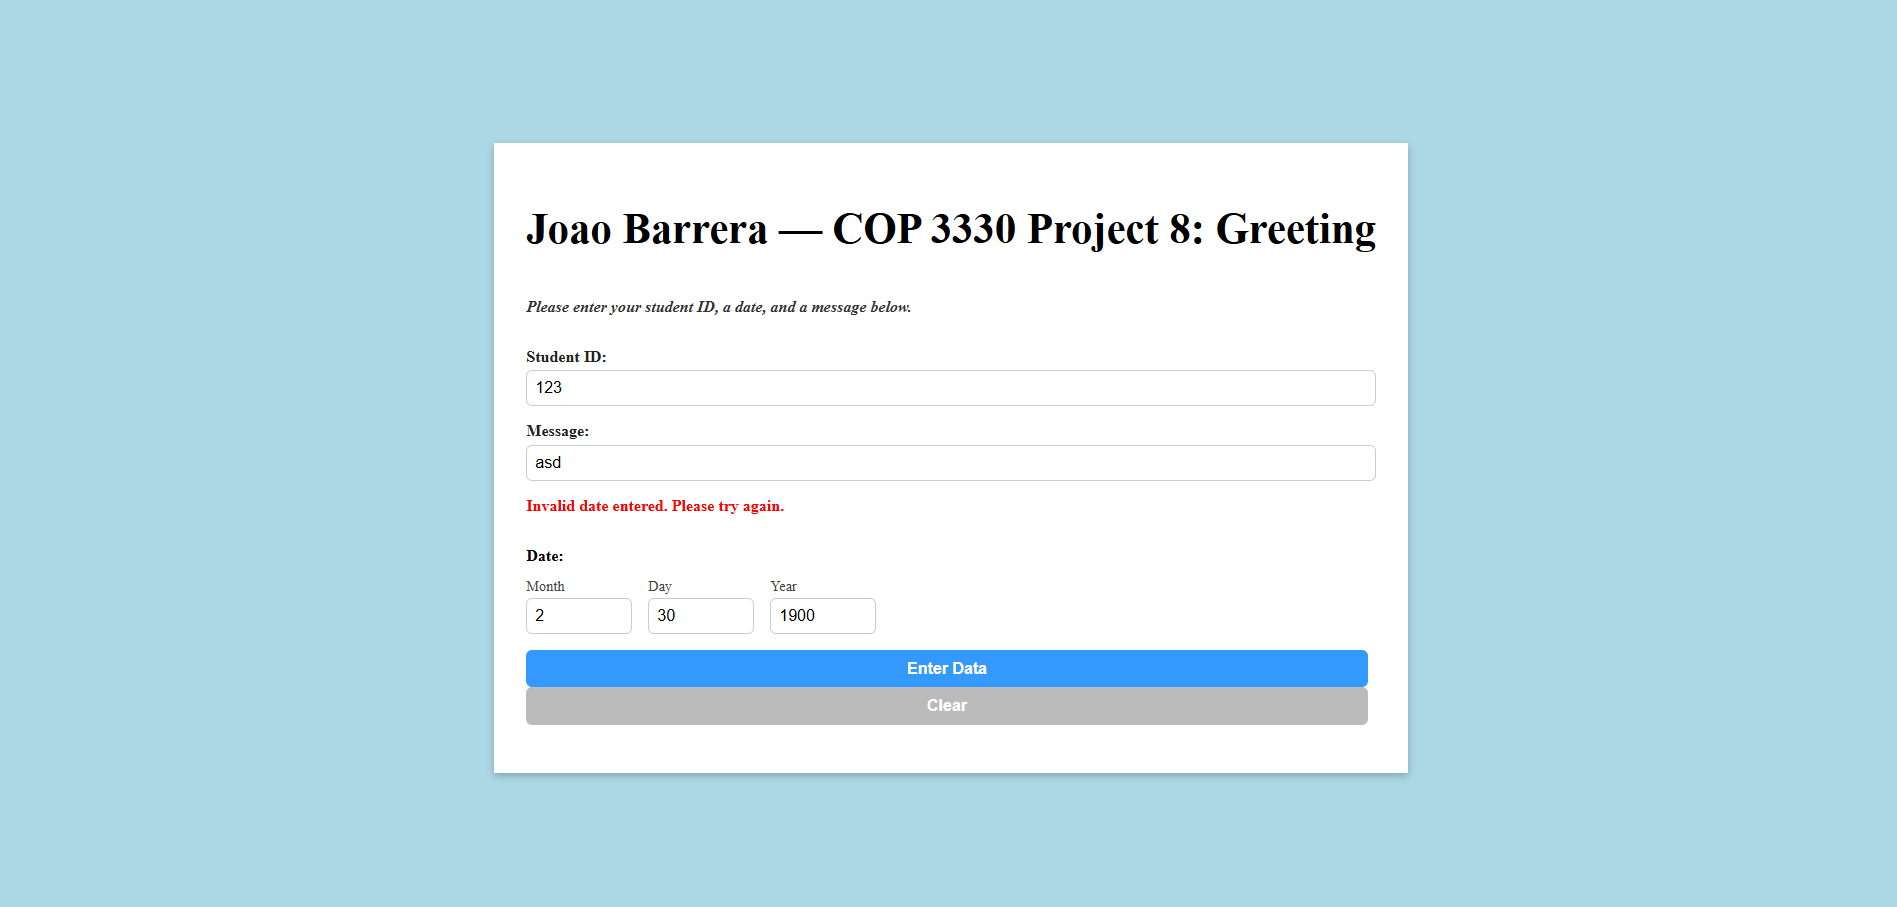 Joao Barrera — COP 3330 Project 8: Greeting
Please enter your student ID, a date, and a message below.
Student ID:
123
Message:
asd
Invalid date entered. Please try again.
Date:
Month Day Year
2 30 1900
Enter Data
Clear